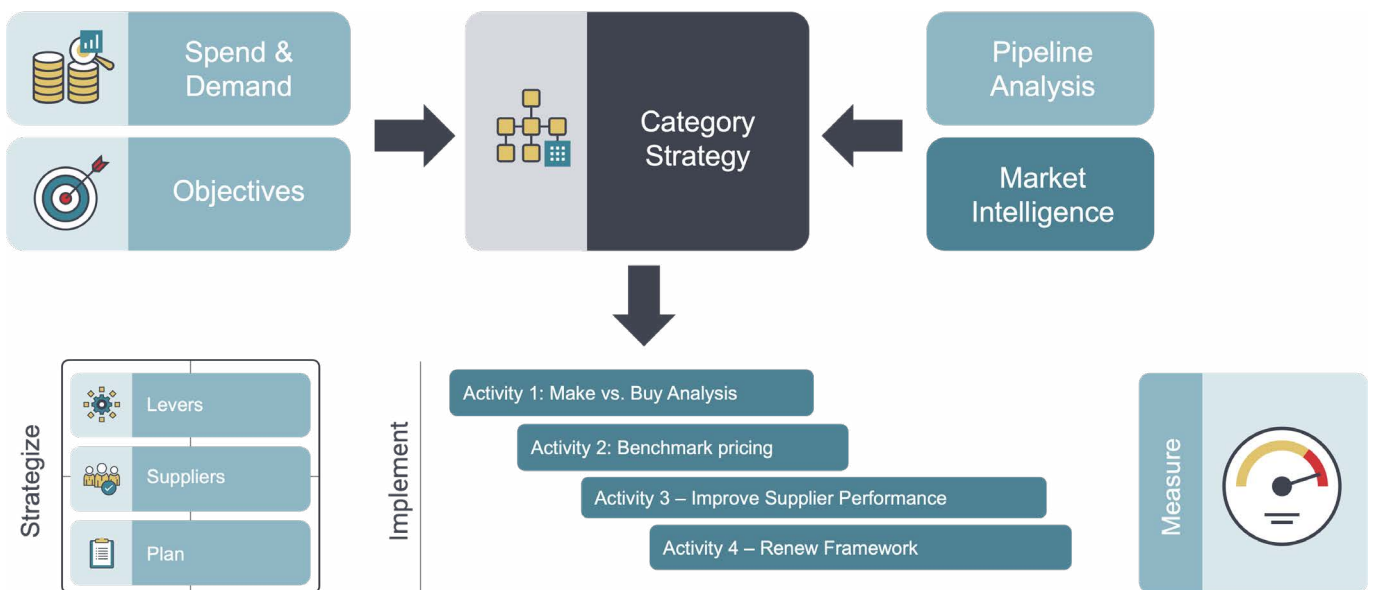 Spend &
Demand
Objectives
Category
Strategy
Pipeline
Analysis
Market
Intelligence
Strategize
Levers
Suppliers
Plan
Implement
Activity 1: Make vs. Buy Analysis
Activity 2: Benchmark pricing
Activity 3 – Improve Supplier Performance
Activity 4 – Renew Framework
Measure